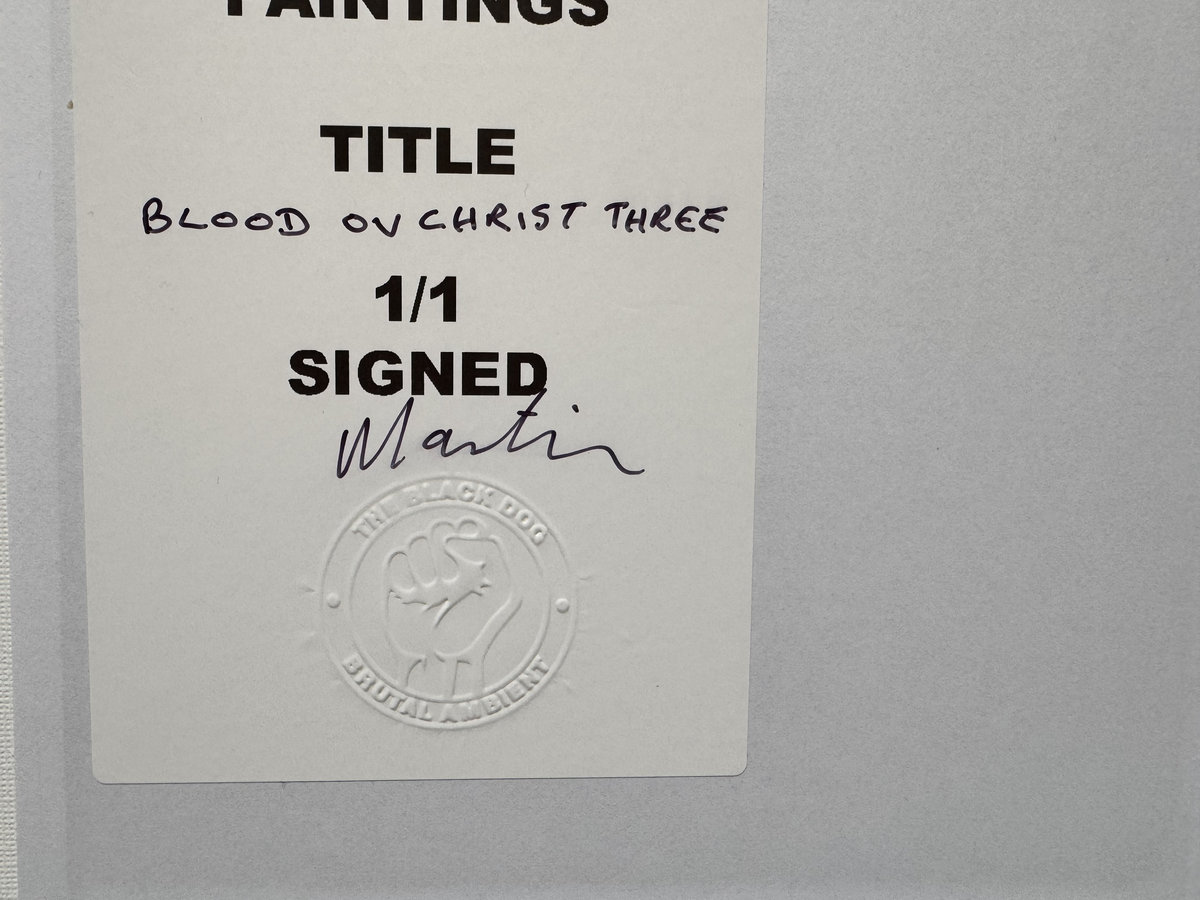 PAINTINGS
TITLE
BLOOD OV CHRIST THREE
1/1
SIGNED
Martin
THE BLACK DOG
BRUTAL AMBIENT